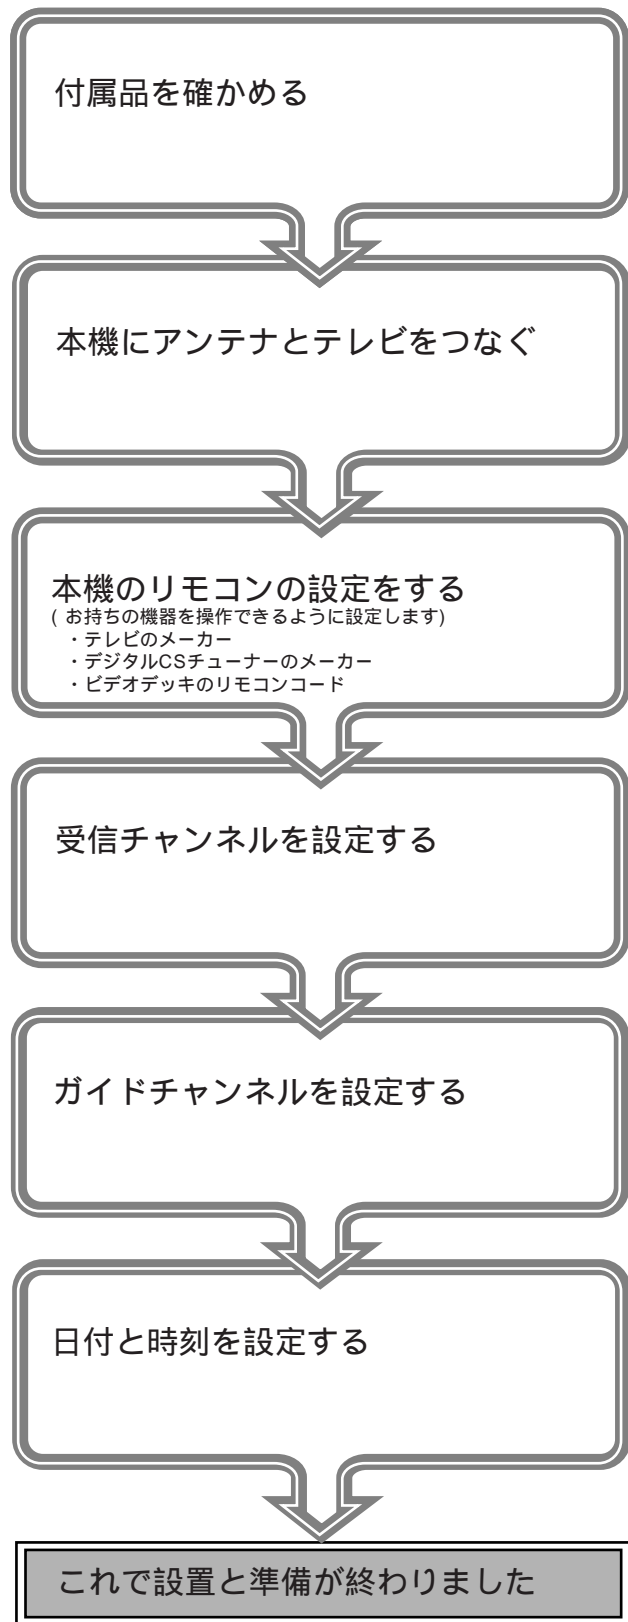 付属品を確かめる
本機にアンテナとテレビをつなぐ
本機のリモコンの設定をする
( お持ちの機器を操作できるように設定します)
・テレビのメーカー
・デジタルCSチューナーのメーカー
・ビデオデッキのリモコンコード
受信チャンネルを設定する
ガイドチャンネルを設定する
日付と時刻を設定する
これで設置と準備が終わりました